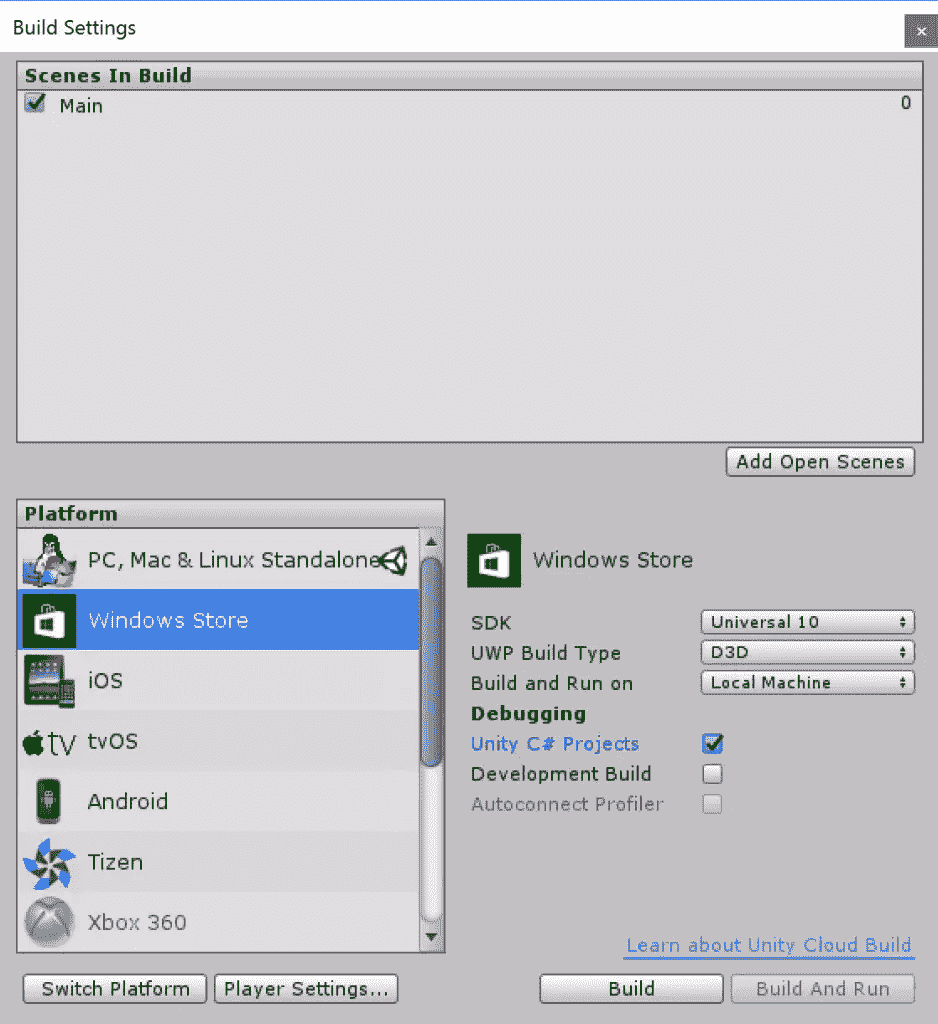 Build Settings
Scenes In Build
Main 0
Add Open Scenes
Platform
PC, Mac & Linux Standalone
Windows Store
iOS
tv tvOS
Android
Tizen
Xbox 360
Switch Platform
Player Settings...
Windows Store
SDK Universal 10
UWP Build Type D3D
Build and Run on Local Machine
Debugging
Unity C# Projects
Development Build
Autoconnect Profiler
Learn about Unity Cloud Build
Build
Build And Run